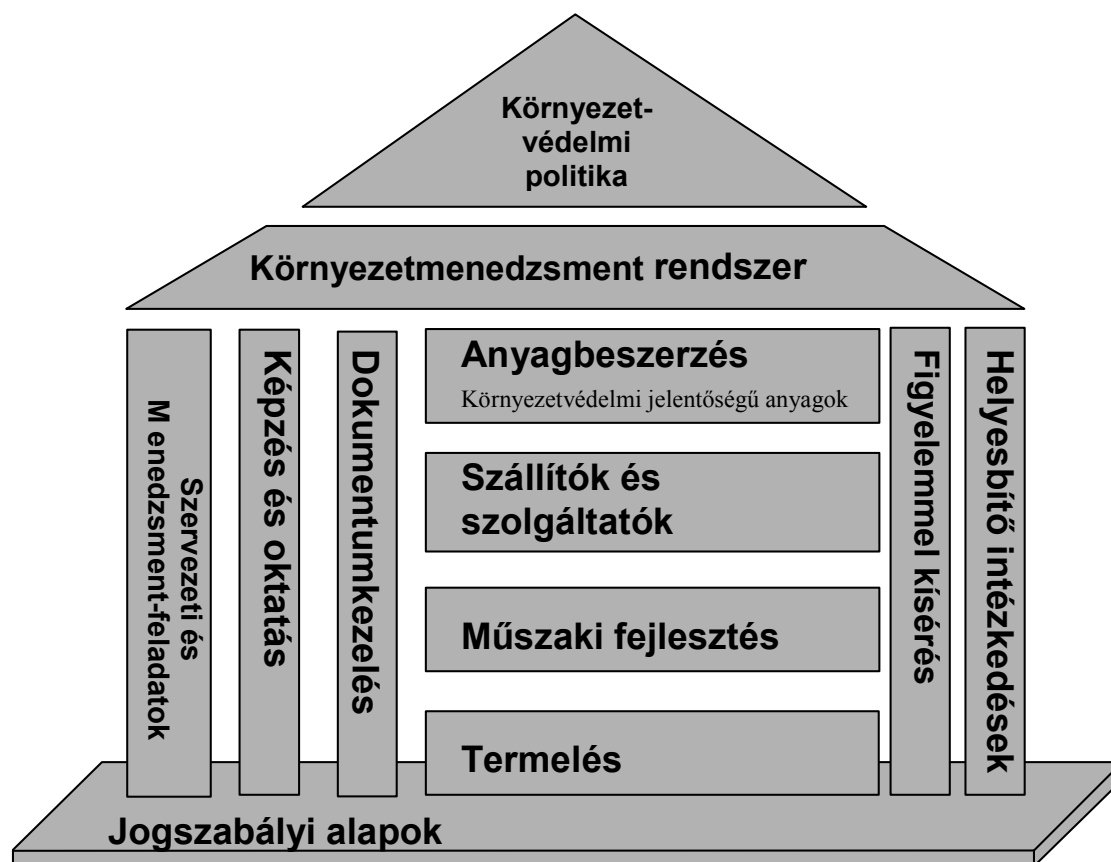 Környezet-
védelmi
politika
Környezetmenedzsment rendszer
Szervezeti és
M enedzsment-feladatok
Képzés és oktatás
Dokumentumkezelés
Anyagbeszerzés
Környezetvédelmi jelentőségű anyagok
Szállítók és
szolgáltatók
Műszaki fejlesztés
Termelés
Figyelemmel kísérés
Helyesbítő intézkedések
Jogszabályi alapok